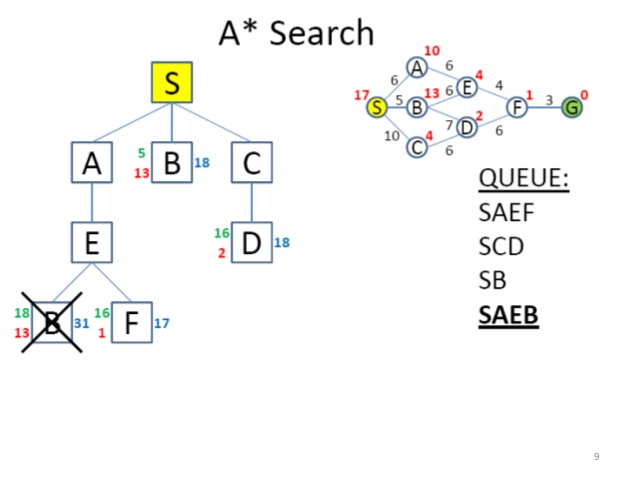 A* Search
S
A
5
13
B
18
C
E
16
2
D
18
18
13
B
31
16
1
F
17
10
A
6
4
E
6
17
S
5
13
B
6
4
1
F
3
0
G
7
2
D
6
10
4
C
6
QUEUE:
SAEF
SCD
SB
SAEB
9